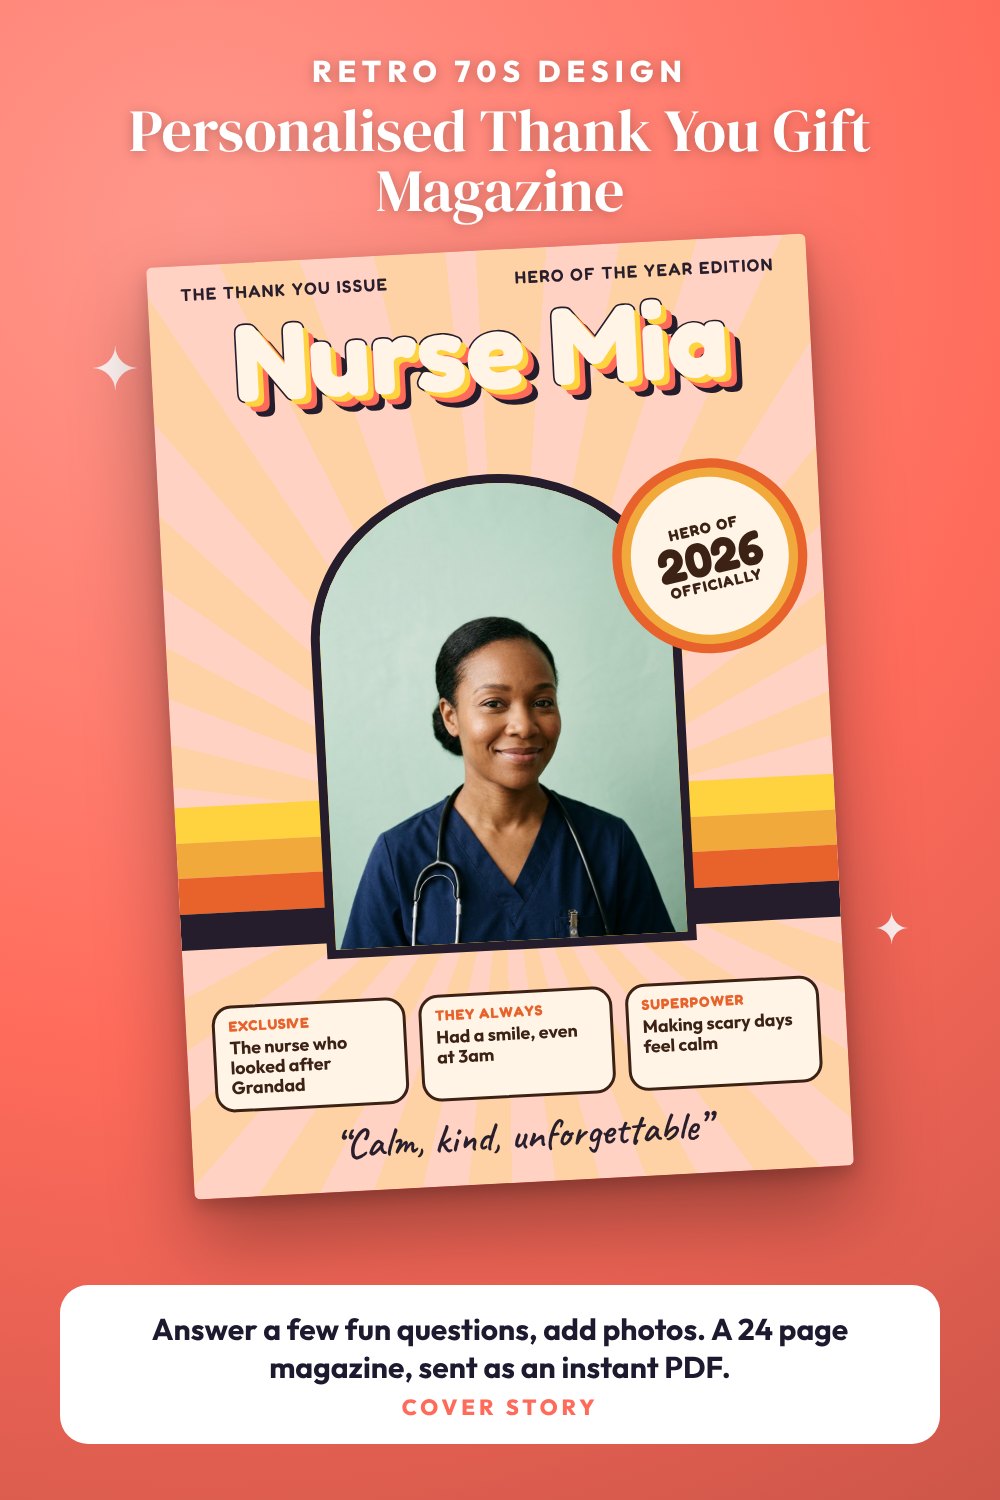 RETRO 70S DESIGN
Personalised Thank You Gift
Magazine
THE THANK YOU ISSUE
HERO OF THE YEAR EDITION
Nurse Mia
HERO OF
2026
OFFICIALLY
EXCLUSIVE
The nurse who
looked after
Grandad
THEY ALWAYS
Had a smile, even
at 3am
SUPERPOWER
Making scary days
feel calm
“Calm, kind, unforgettable”
Answer a few fun questions, add photos. A 24 page
magazine, sent as an instant PDF.
COVER STORY